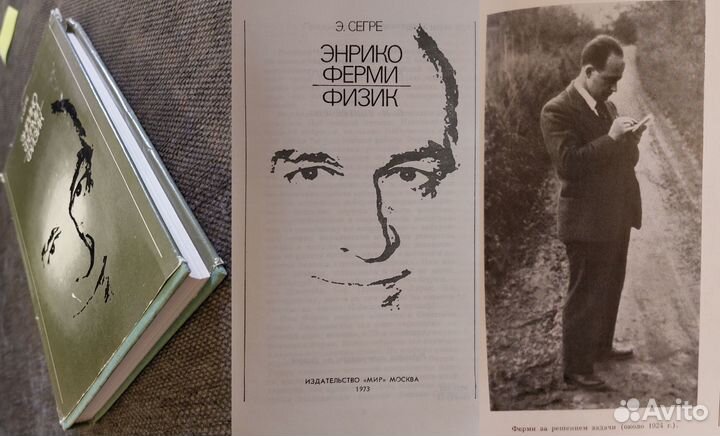 Э. СЕГРЕ
ЭНРИКО
ФЕРМИ
ФИЗИК
ИЗДАТЕЛЬСТВО «МИР» МОСКВА
1973
Ферми за решением задачи (около 1924 г.).
Avito